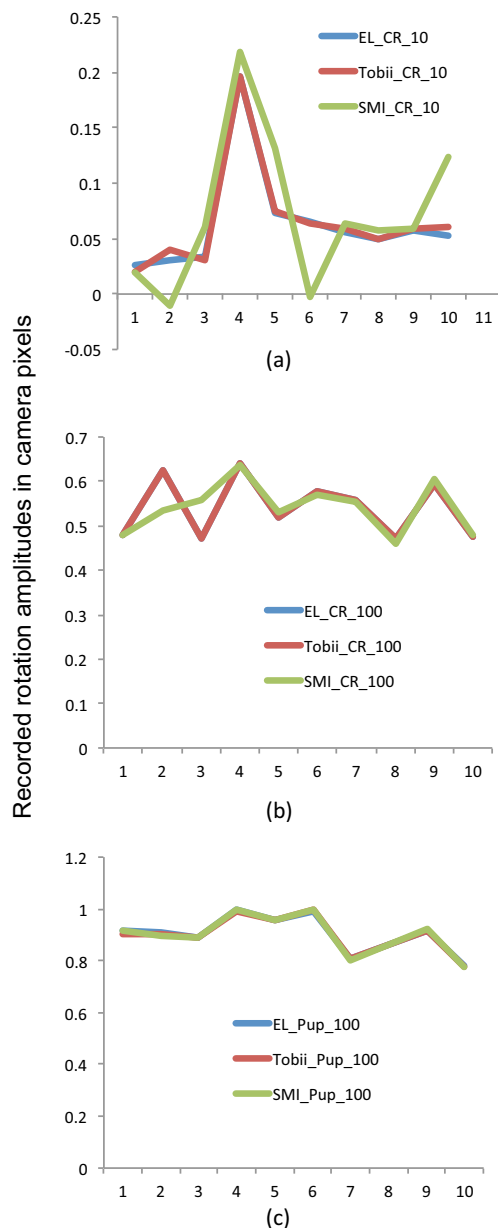 Recorded rotation amplitudes in camera pixels
0.25
0.2
0.15
0.1
0.05
0
-0.05
1 2 3 4 5 6 7 8 9 10 11
EL_CR_10
Tobii_CR_10
SMI_CR_10
(a)
0.7
0.6
0.5
0.4
0.3
0.2
0.1
0
EL_CR_100
Tobii_CR_100
SMI_CR_100
1 2 3 4 5 6 7 8 9 10
(b)
1.2
1
0.8
0.6
0.4
0.2
0
EL_Pup_100
Tobii_Pup_100
SMI_Pup_100
1 2 3 4 5 6 7 8 9 10
(c)